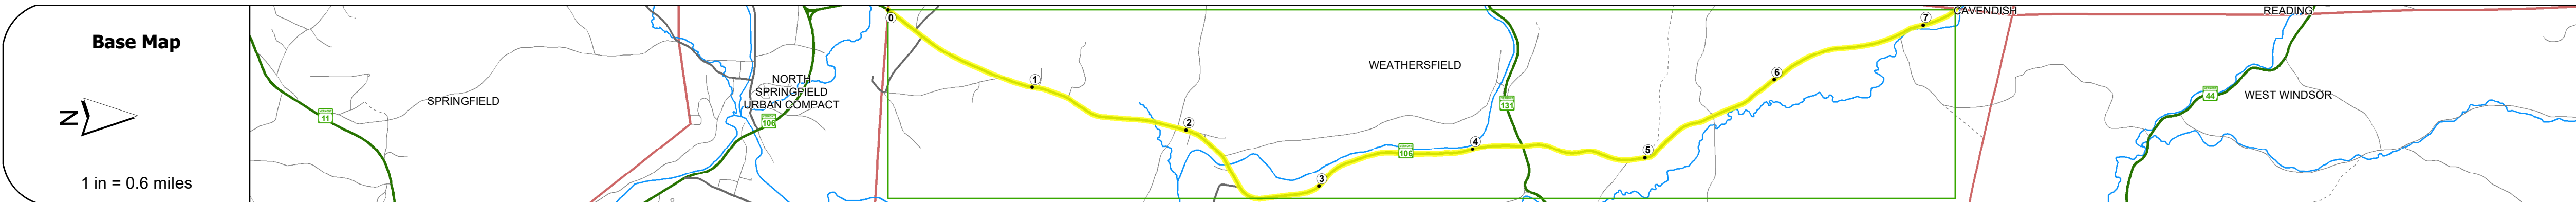 Base Map
N
1 in = 0.6 miles
11
SPRINGFIELD
NORTH
SPRINGFIELD
URBAN COMPACT
106
0
1
2
3
WEATHERSFIELD
106
4
131
5
6
7
CAVENDISH
READING
44
WEST WINDSOR